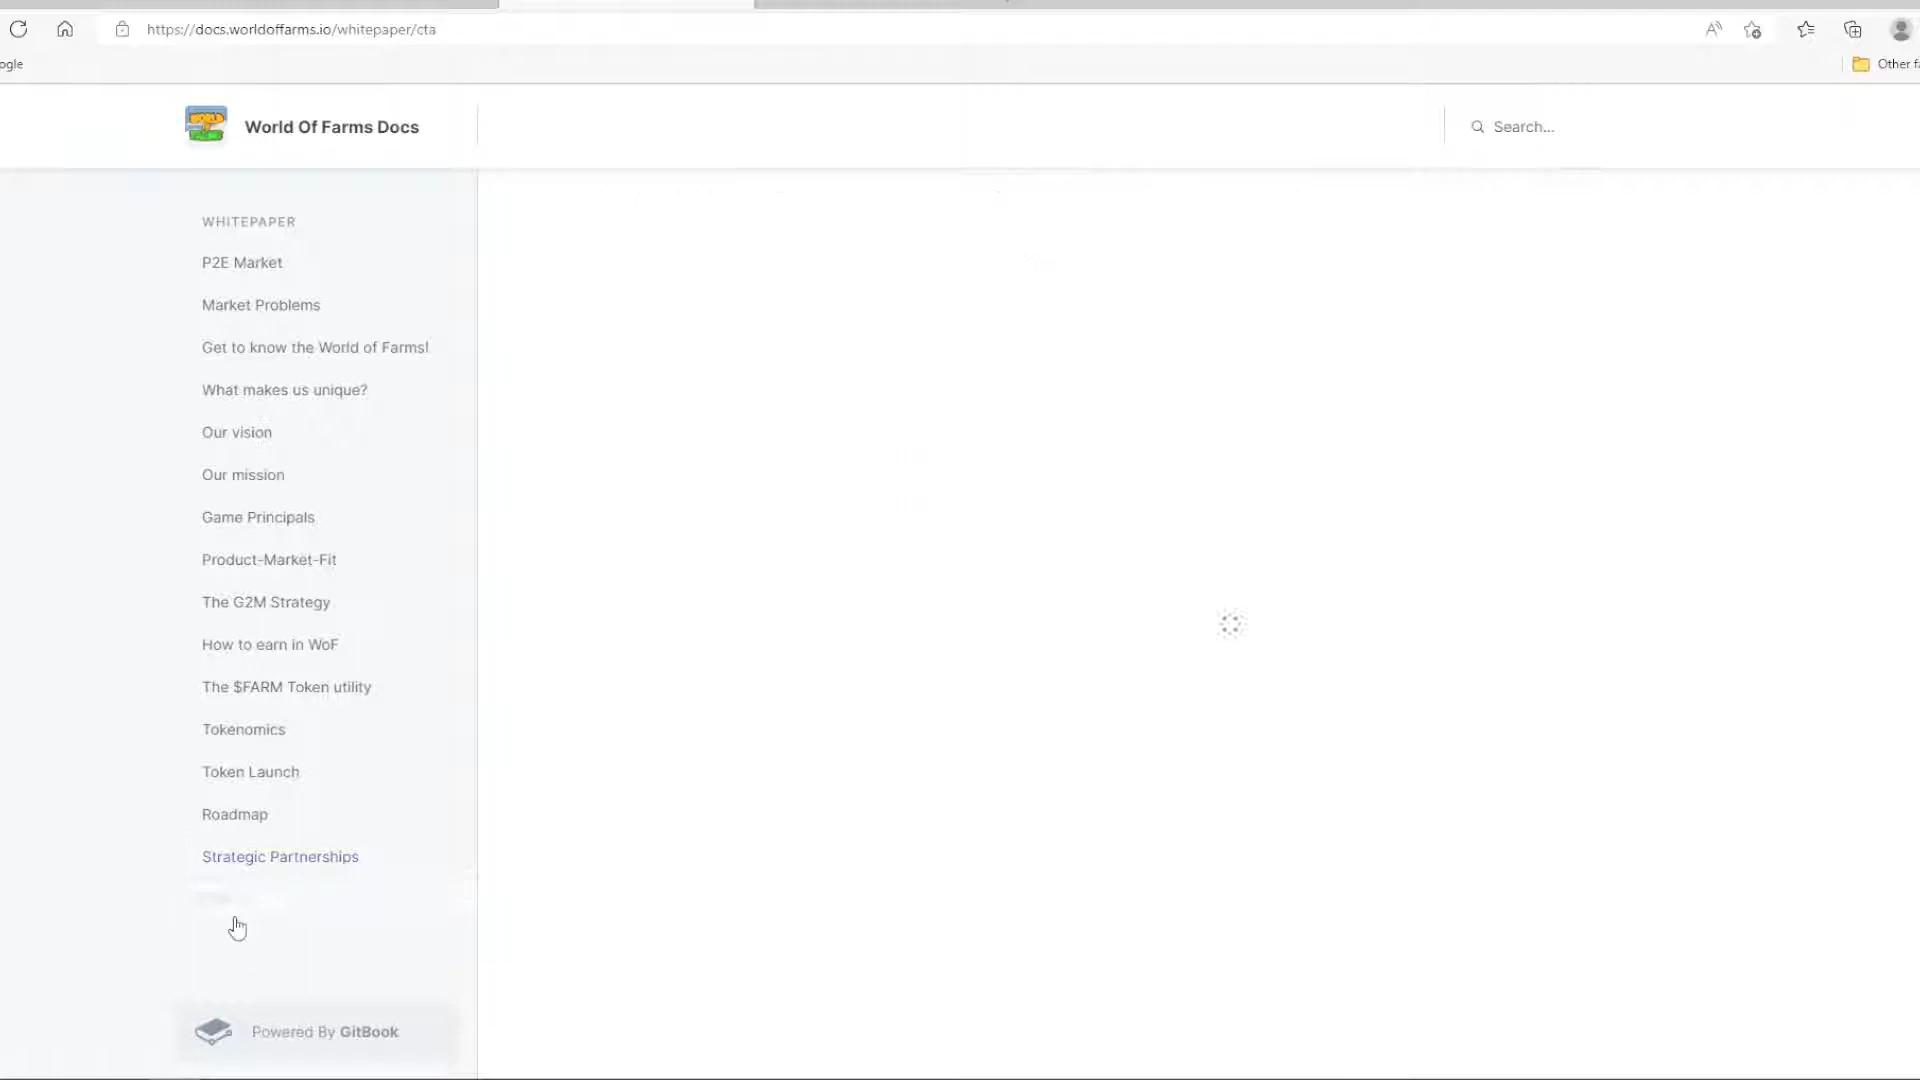 https://docs.worldoffarms.io/whitepaper/cta
ogle
Other fa
World Of Farms Docs
Search...
WHITEPAPER
P2E Market
Market Problems
Get to know the World of Farms!
What makes us unique?
Our vision
Our mission
Game Principals
Product-Market-Fit
The G2M Strategy
How to earn in WoF
The $FARM Token utility
Tokenomics
Token Launch
Roadmap
Strategic Partnerships
Powered By GitBook